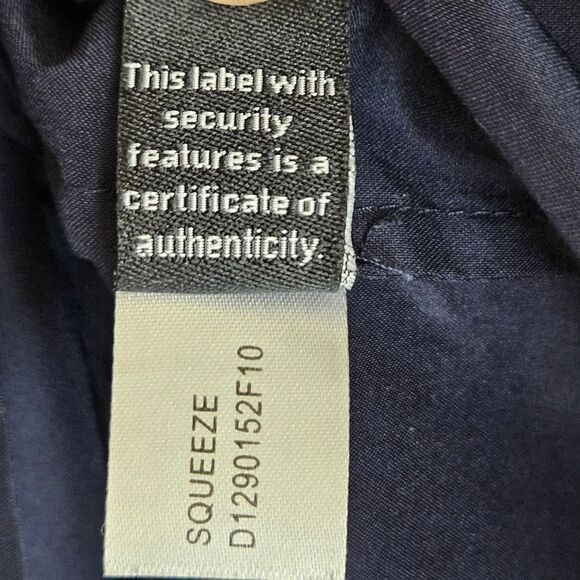 This label with
security
features is a
certificate of
authenticity.
SQUEEZE
D1290152F10